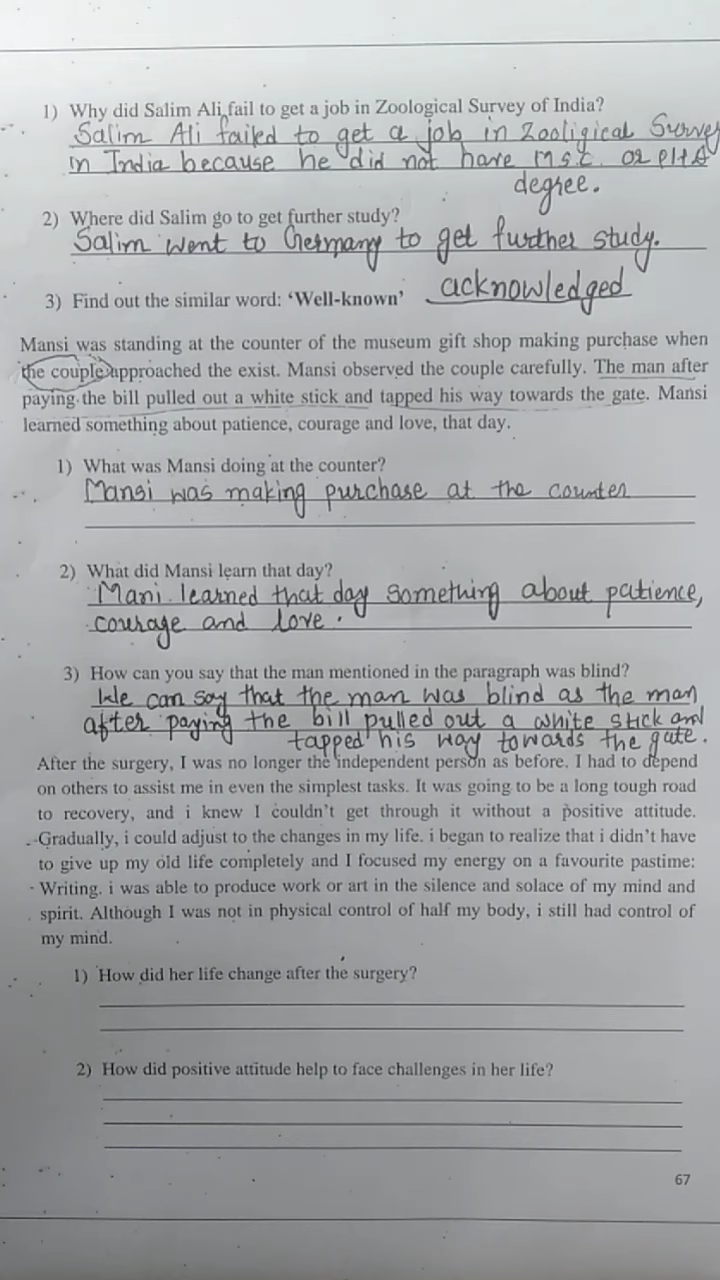 1) Why did Salim Ali fail to get a job in Zoological Survey of India?
Salim Ali failed to get a job in Zooligical Survey
in India because he did not have M.S.C. or PHd
degree.
2) Where did Salim go to get further study?
Salim went to Ghermany to get further study.
3) Find out the similar word: ‘Well-known’ acknowledged
Mansi was standing at the counter of the museum gift shop making purchase when
the couple approached the exist. Mansi observed the couple carefully. The man after
paying the bill pulled out a white stick and tapped his way towards the gate. Mansi
learned something about patience, courage and love, that day.
1) What was Mansi doing at the counter?
Mansi was making purchase at the counter
2) What did Mansi learn that day?
Mani learned that day something about patience,
courage and love.
3) How can you say that the man mentioned in the paragraph was blind?
We can say that the man was blind as the man
after paying the bill pulled out a white stick and
tapped his way towards the gate.
After the surgery, I was no longer the independent person as before. I had to depend
on others to assist me in even the simplest tasks. It was going to be a long tough road
to recovery, and i knew I couldn’t get through it without a positive attitude.
Gradually, i could adjust to the changes in my life. i began to realize that i didn’t have
to give up my old life completely and I focused my energy on a favourite pastime:
Writing. i was able to produce work or art in the silence and solace of my mind and
spirit. Although I was not in physical control of half my body, i still had control of
my mind.
1) How did her life change after the surgery?
2) How did positive attitude help to face challenges in her life?
67